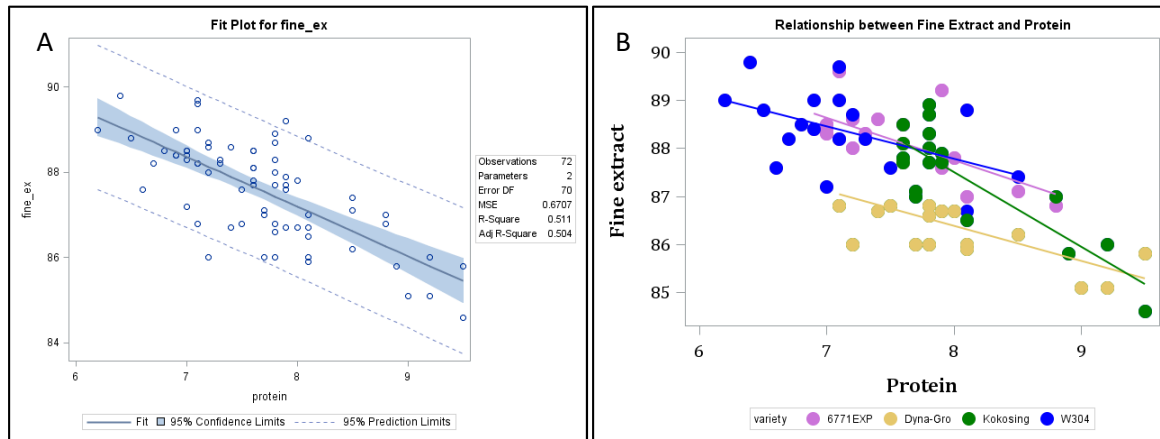 A
Fit Plot for fine_ex
fine_ex
90
88
86
84
6
7
8
9
protein
Observations 72
Parameters 2
Error DF 70
MSE 0.6707
R-Square 0.511
Adj R-Square 0.504
Fit 95% Confidence Limits 95% Prediction Limits
B
Relationship between Fine Extract and Protein
Fine extract
90
89
88
87
86
85
6
7
8
9
Protein
variety 6771EXP Dyna-Gro Kokosing W304